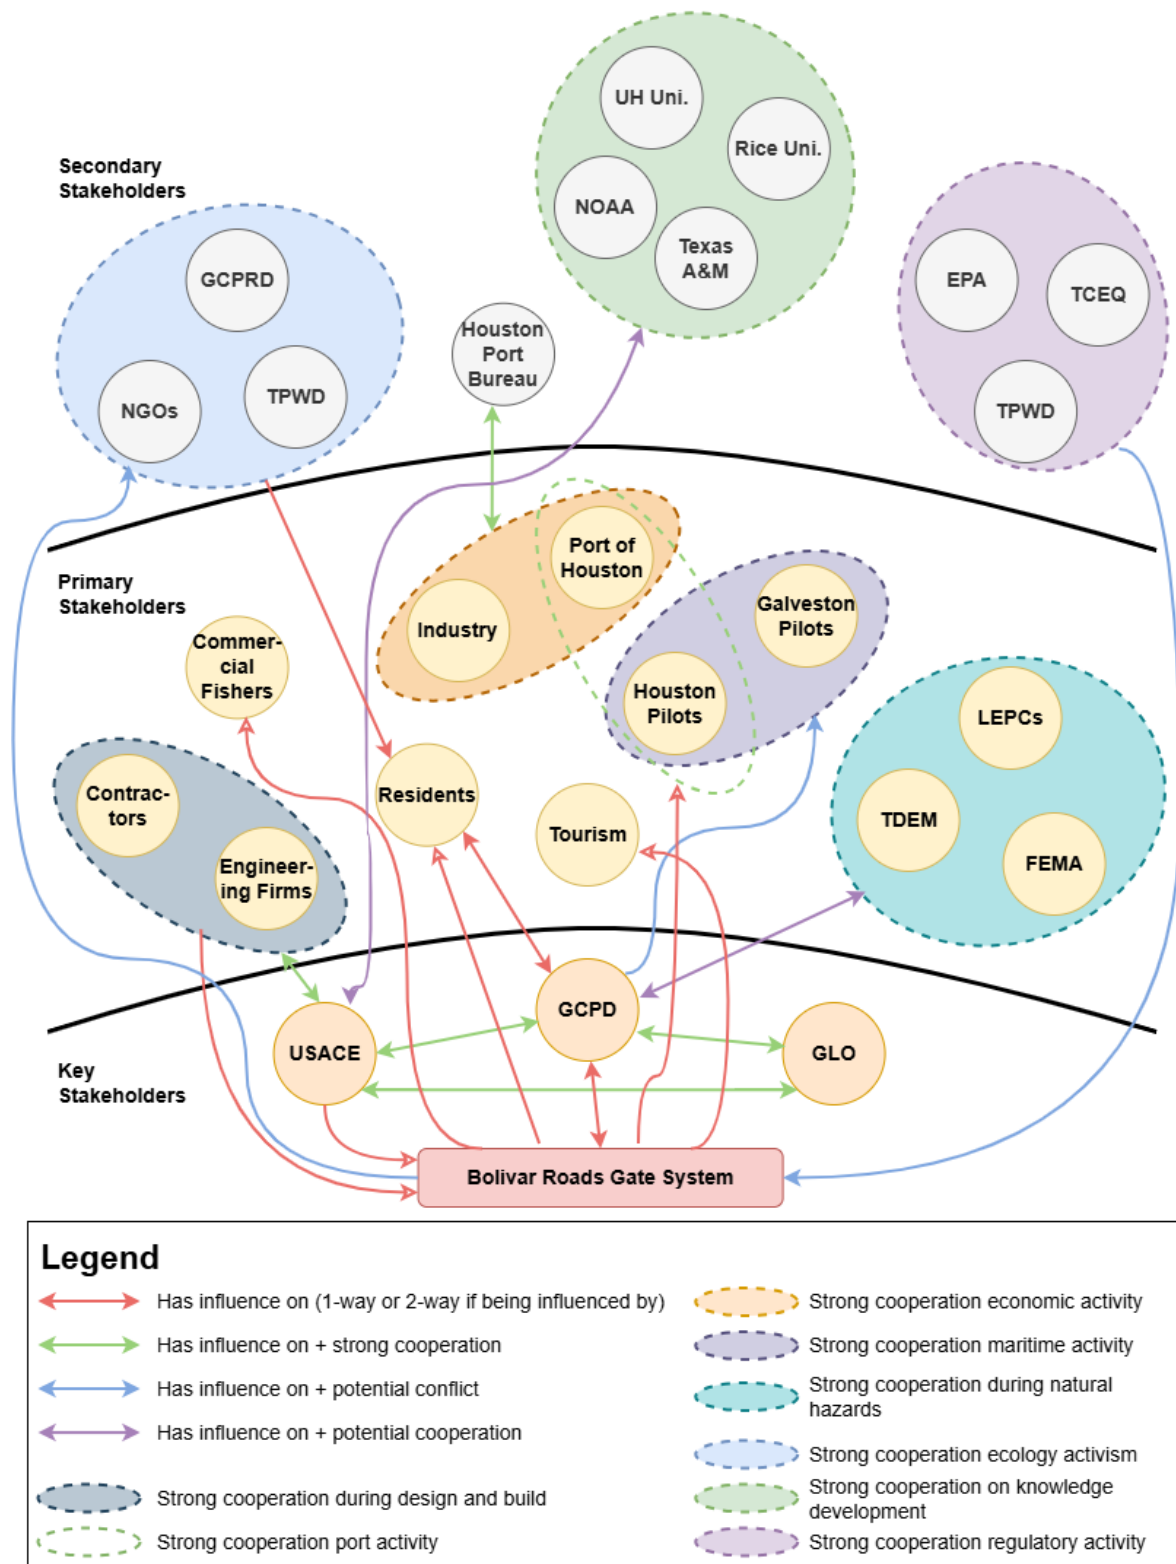 Secondary
Stakeholders
UH Uni.
Rice Uni.
NOAA
Texas
A&M
GCPRD
NGOs
TPWD
Houston
Port
Bureau
EPA
TCEQ
TPWD
Primary
Stakeholders
Port of
Houston
Industry
Galveston
Pilots
Houston
Pilots
Commer-
cial
Fishers
LEPCs
TDEM
FEMA
Contrac-
tors
Engineer-
ing Firms
Residents
Tourism
Key
Stakeholders
USACE
GCPD
GLO
Bolivar Roads Gate System
Legend
Has influence on (1-way or 2-way if being influenced by)
Has influence on + strong cooperation
Has influence on + potential conflict
Has influence on + potential cooperation
Strong cooperation during design and build
Strong cooperation port activity
Strong cooperation economic activity
Strong cooperation maritime activity
Strong cooperation during natural
hazards
Strong cooperation ecology activism
Strong cooperation on knowledge
development
Strong cooperation regulatory activity